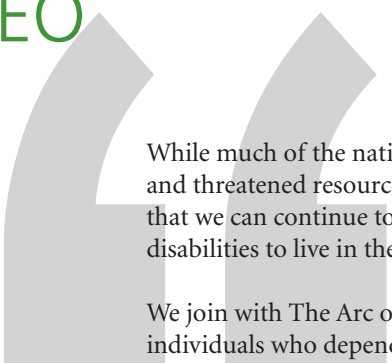 EO
While much of the nati
and threatened resourc
that we can continue to
disabilities to live in the
We join with The Arc o
individuals who depend